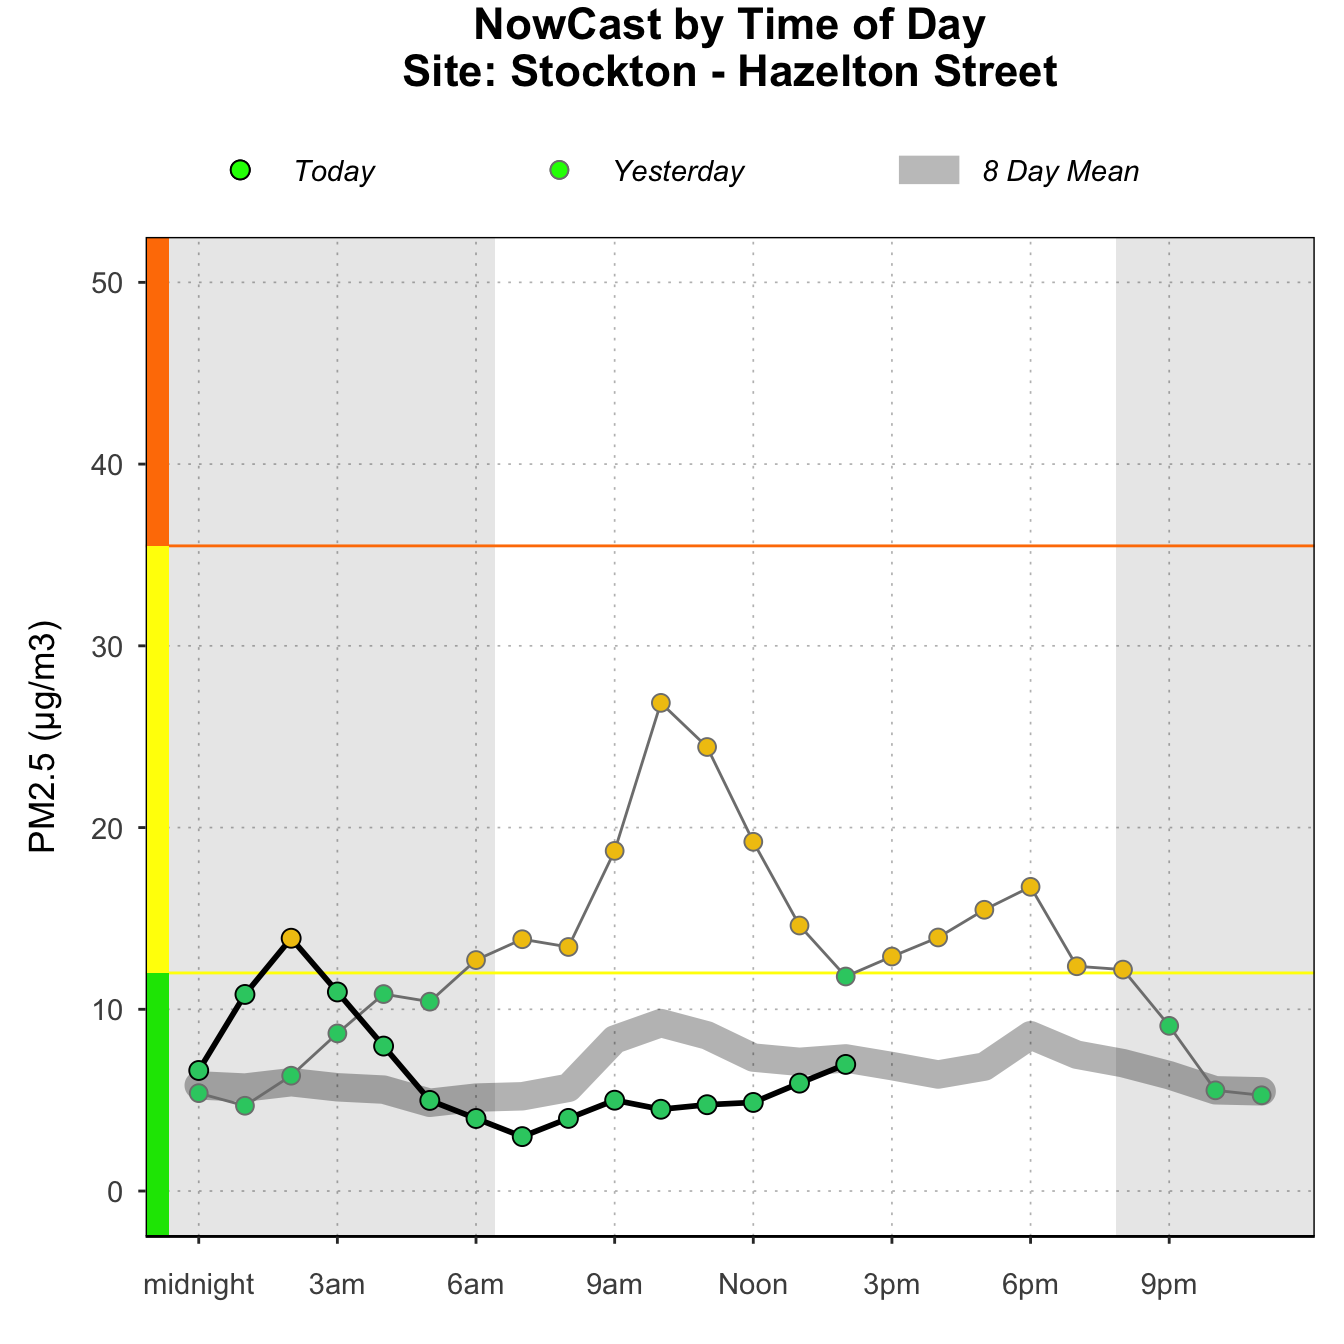 NowCast by Time of Day
Site: Stockton - Hazelton Street
Today
Yesterday
8 Day Mean
PM2.5 (µg/m3)
50
40
30
20
10
0
midnight 3am 6am 9am Noon 3pm 6pm 9pm